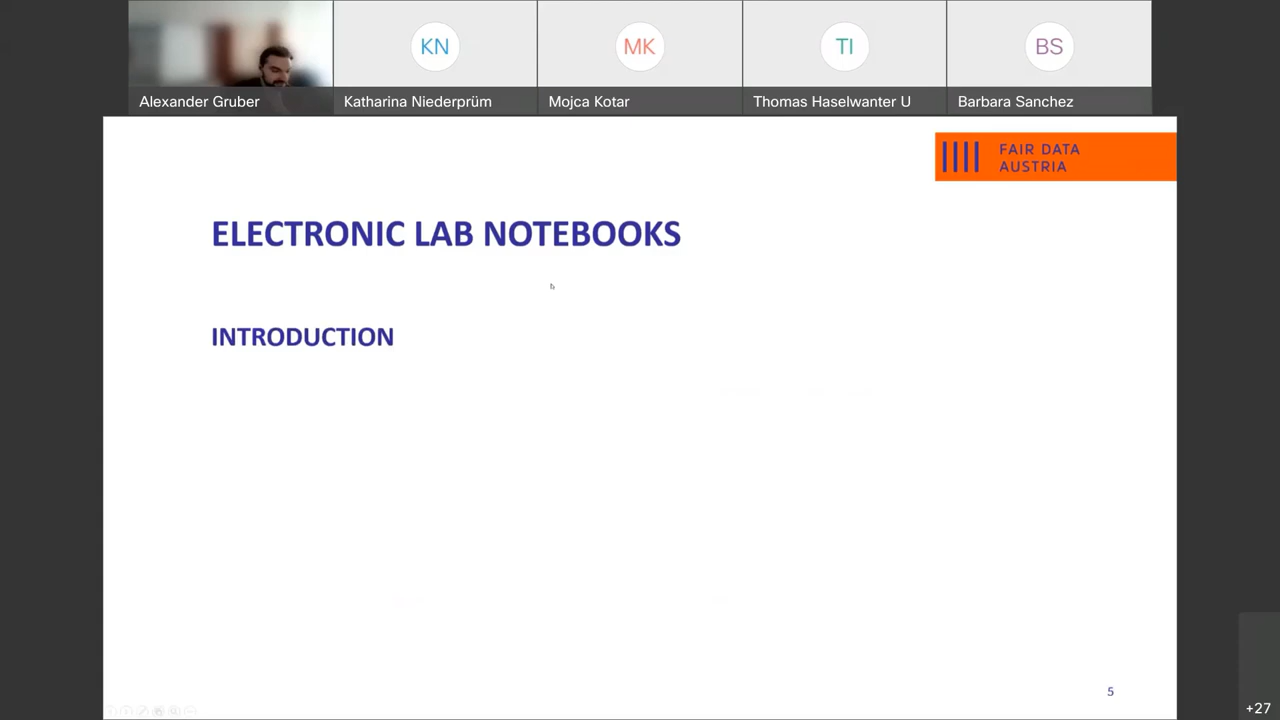 KN
MK
TI
BS
Alexander Gruber
Katharina Niederprüm
Mojca Kotar
Thomas Haselwanter U
Barbara Sanchez
FAIR DATA
AUSTRIA
ELECTRONIC LAB NOTEBOOKS
INTRODUCTION
5
+27